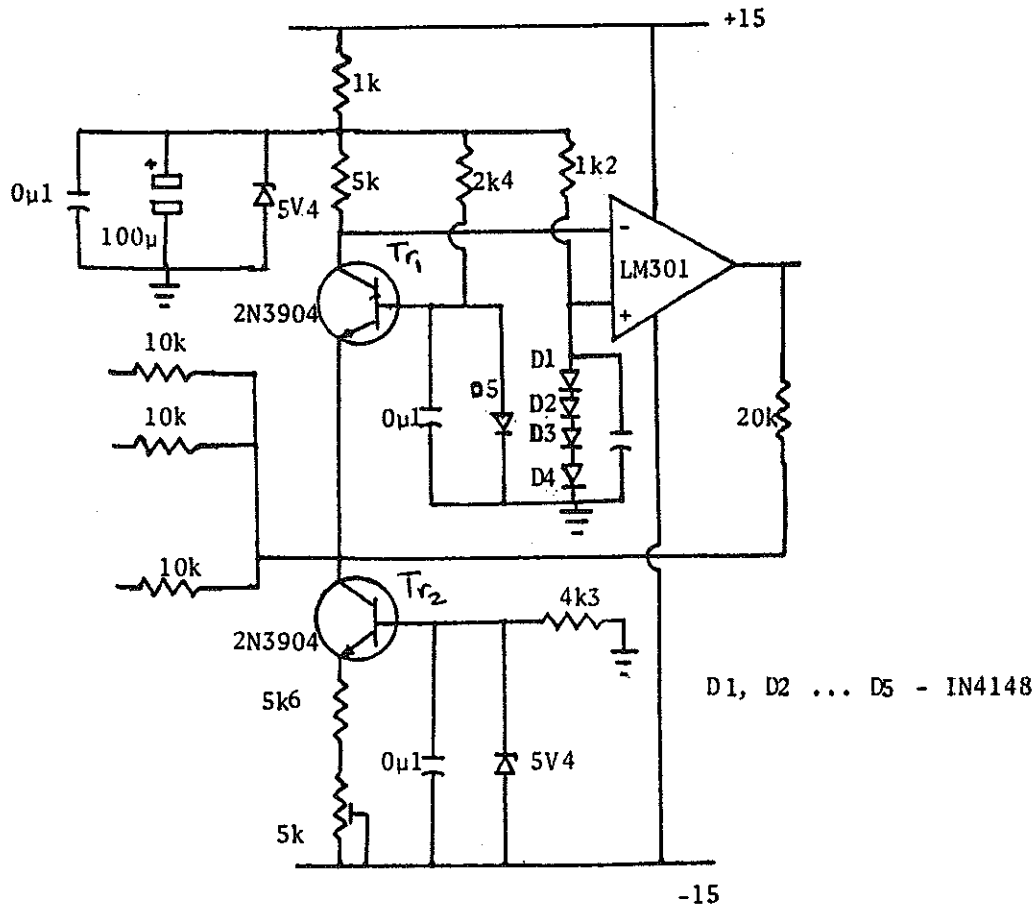 +15
1k
5k
2k4
1k2
0μ1
+
100μ
5V4
-
LM301
+
Tr1
2N3904
10k
10k
10k
D5
0μ1
D1
D2
D3
D4
20k
Tr2
2N3904
4k3
5k6
0μ1
5V4
5k
D1, D2 ... D5 - IN4148
-15